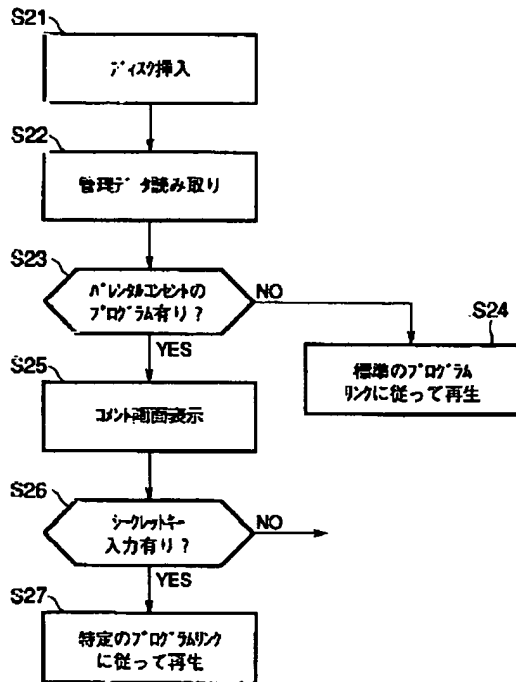 S21
ディスク挿入
S22
管理データ読み取り
S23
パレンタルコンセントの
プログラム有り?
NO
YES
S24
標準のプログラム
リンクに従って再生
S25
コメント画面表示
S26
シークレットキー
入力有り?
NO
YES
S27
特定のプログラムリンク
に従って再生